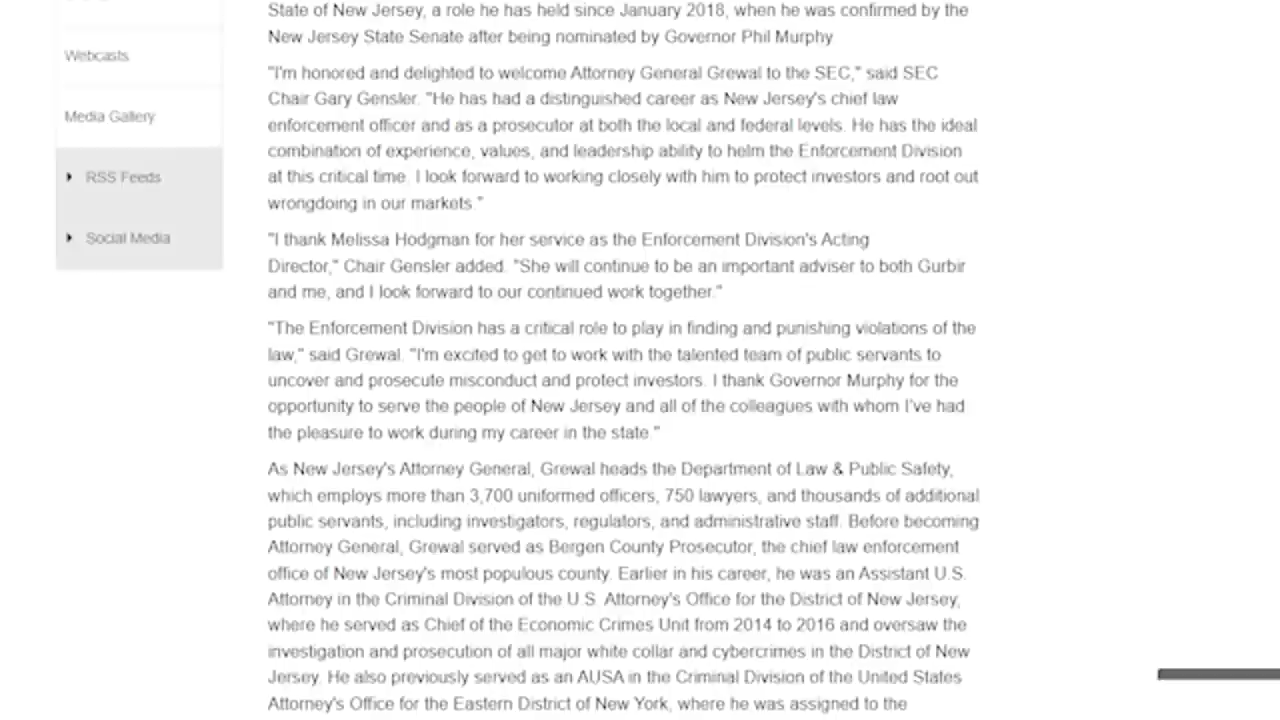 Webcasts
Media Gallery
RSS Feeds
Social Media
State of New Jersey, a role he has held since January 2018, when he was confirmed by the
New Jersey State Senate after being nominated by Governor Phil Murphy
"I'm honored and delighted to welcome Attorney General Grewal to the SEC," said SEC
Chair Gary Gensler. "He has had a distinguished career as New Jersey's chief law
enforcement officer and as a prosecutor at both the local and federal levels. He has the ideal
combination of experience, values, and leadership ability to helm the Enforcement Division
at this critical time. I look forward to working closely with him to protect investors and root out
wrongdoing in our markets."
"I thank Melissa Hodgman for her service as the Enforcement Division's Acting
Director," Chair Gensler added. "She will continue to be an important adviser to both Gurbir
and me, and I look forward to our continued work together."
"The Enforcement Division has a critical role to play in finding and punishing violations of the
law," said Grewal. "I'm excited to get to work with the talented team of public servants to
uncover and prosecute misconduct and protect investors. I thank Governor Murphy for the
opportunity to serve the people of New Jersey and all of the colleagues with whom I've had
the pleasure to work during my career in the state."
As New Jersey's Attorney General, Grewal heads the Department of Law & Public Safety,
which employs more than 3,700 uniformed officers, 750 lawyers, and thousands of additional
public servants, including investigators, regulators, and administrative staff. Before becoming
Attorney General, Grewal served as Bergen County Prosecutor, the chief law enforcement
office of New Jersey's most populous county. Earlier in his career, he was an Assistant U.S.
Attorney in the Criminal Division of the U.S. Attorney's Office for the District of New Jersey,
where he served as Chief of the Economic Crimes Unit from 2014 to 2016 and oversaw the
investigation and prosecution of all major white collar and cybercrimes in the District of New
Jersey. He also previously served as an AUSA in the Criminal Division of the United States
Attorney's Office for the Eastern District of New York, where he was assigned to the